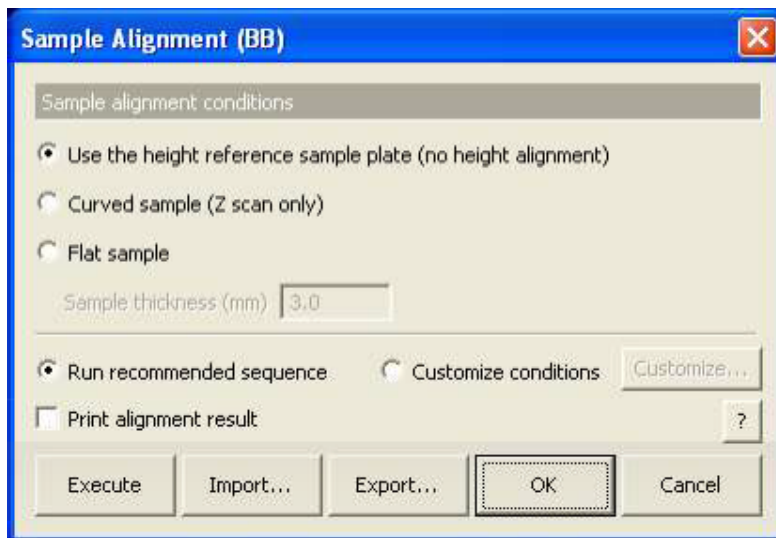 Sample Alignment (BB)
Sample alignment conditions
Use the height reference sample plate (no height alignment)
Curved sample (Z scan only)
Flat sample
Sample thickness (mm) 3.0
Run recommended sequence Customize conditions Customize...
Print alignment result ?
Execute Import... Export... OK Cancel